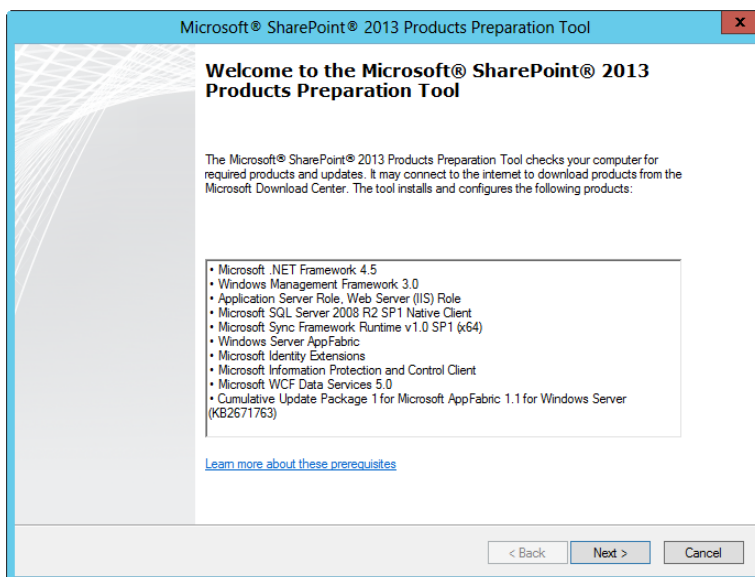 Microsoft® SharePoint® 2013 Products Preparation Tool
x
Welcome to the Microsoft® SharePoint® 2013
Products Preparation Tool
The Microsoft® SharePoint® 2013 Products Preparation Tool checks your computer for
required products and updates. It may connect to the internet to download products from the
Microsoft Download Center. The tool installs and configures the following products:
• Microsoft .NET Framework 4.5
• Windows Management Framework 3.0
• Application Server Role, Web Server (IIS) Role
• Microsoft SQL Server 2008 R2 SP1 Native Client
• Microsoft Sync Framework Runtime v1.0 SP1 (x64)
• Windows Server AppFabric
• Microsoft Identity Extensions
• Microsoft Information Protection and Control Client
• Microsoft WCF Data Services 5.0
• Cumulative Update Package 1 for Microsoft AppFabric 1.1 for Windows Server
(KB2671763)
Learn more about these prerequisites
< Back Next > Cancel